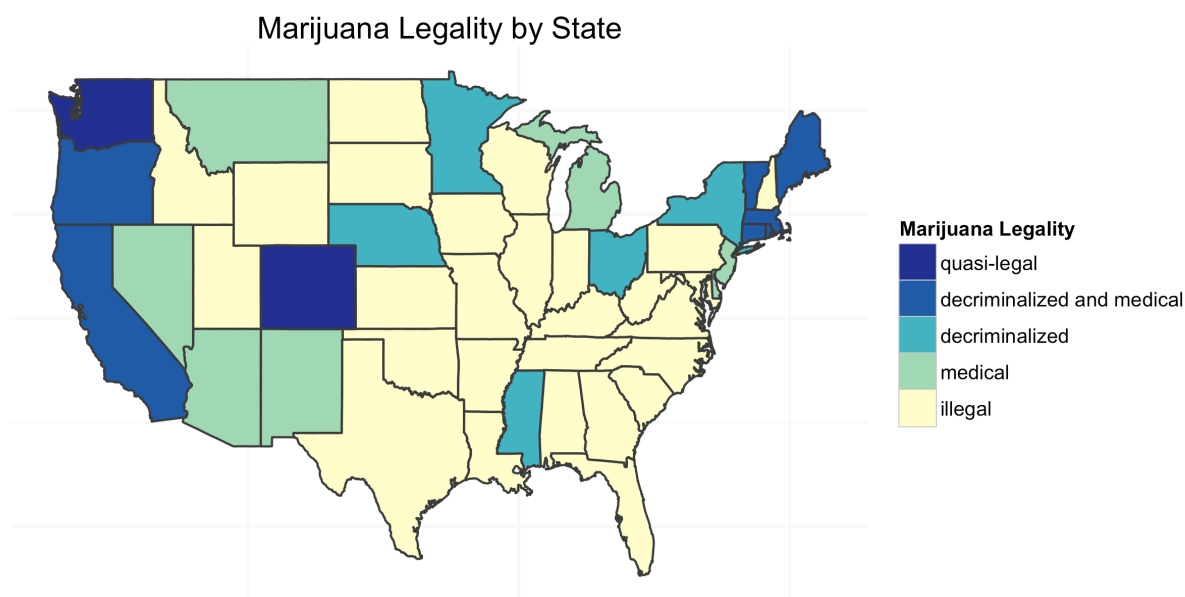 Marijuana Legality by State
Marijuana Legality
quasi-legal
decriminalized and medical
decriminalized
medical
illegal